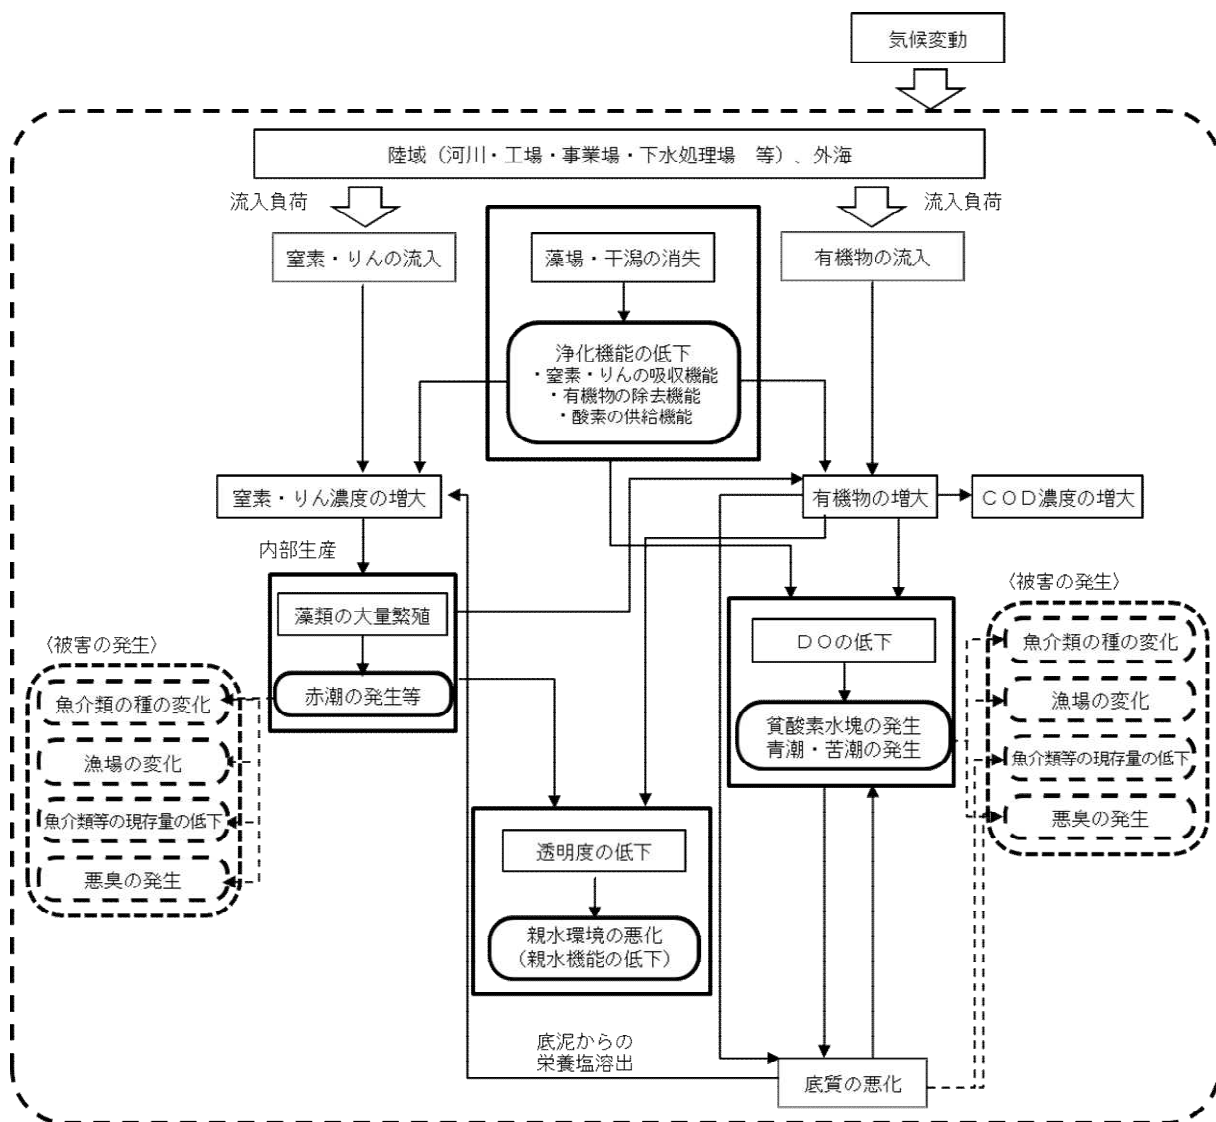 気候変動
陸域（河川・工場・事業場・下水処理場　等）、外海
流入負荷
流入負荷
窒素・りんの流入
藻場・干潟の消失
有機物の流入
浄化機能の低下
・窒素・りんの吸収機能
・有機物の除去機能
・酸素の供給機能
窒素・りん濃度の増大
有機物の増大
ＣＯＤ濃度の増大
内部生産
藻類の大量繁殖
赤潮の発生等
〈被害の発生〉
魚介類の種の変化
漁場の変化
魚介類等の現存量の低下
悪臭の発生
ＤＯの低下
貧酸素水塊の発生
青潮・苦潮の発生
〈被害の発生〉
魚介類の種の変化
漁場の変化
魚介類等の現存量の低下
悪臭の発生
透明度の低下
親水環境の悪化
（親水機能の低下）
底泥からの
栄養塩溶出
底質の悪化